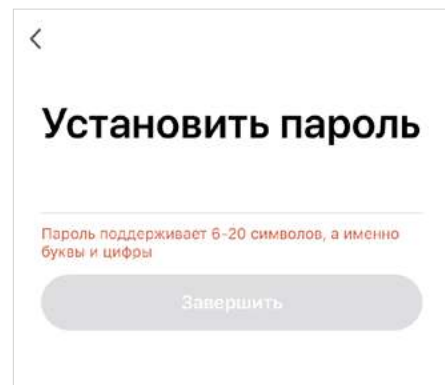 Установить пароль
Пароль поддерживает 6-20 символов, а именно
буквы и цифры
Завершить